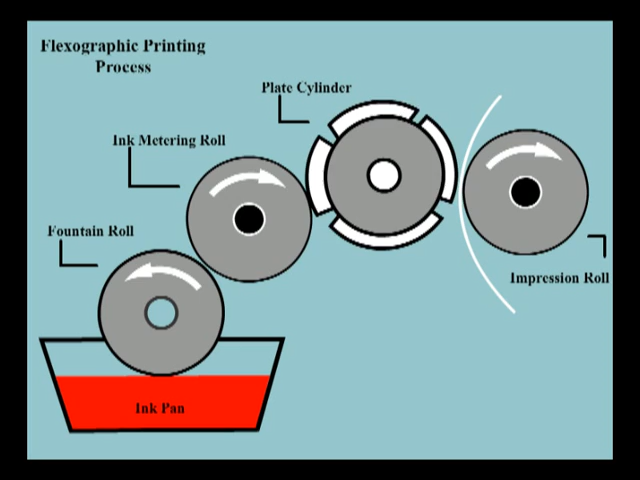 Flexographic Printing
Process
Plate Cylinder
Ink Metering Roll
Fountain Roll
Impression Roll
Ink Pan